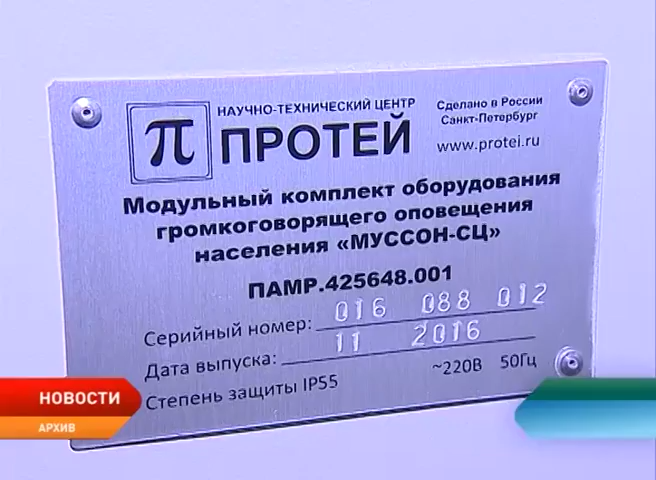 π
НАУЧНО-ТЕХНИЧЕСКИЙ ЦЕНТР
ПРОТЕЙ
Сделано в России
Санкт-Петербург
www.protei.ru
Модульный комплект оборудования
громкоговорящего оповещения
населения «МУССОН-СЦ»
ПАМР.425648.001
Серийный номер: 016 088 012
Дата выпуска: 11 2016
Степень защиты IP55 ~220В 50Гц
НОВОСТИ
АРХИВ